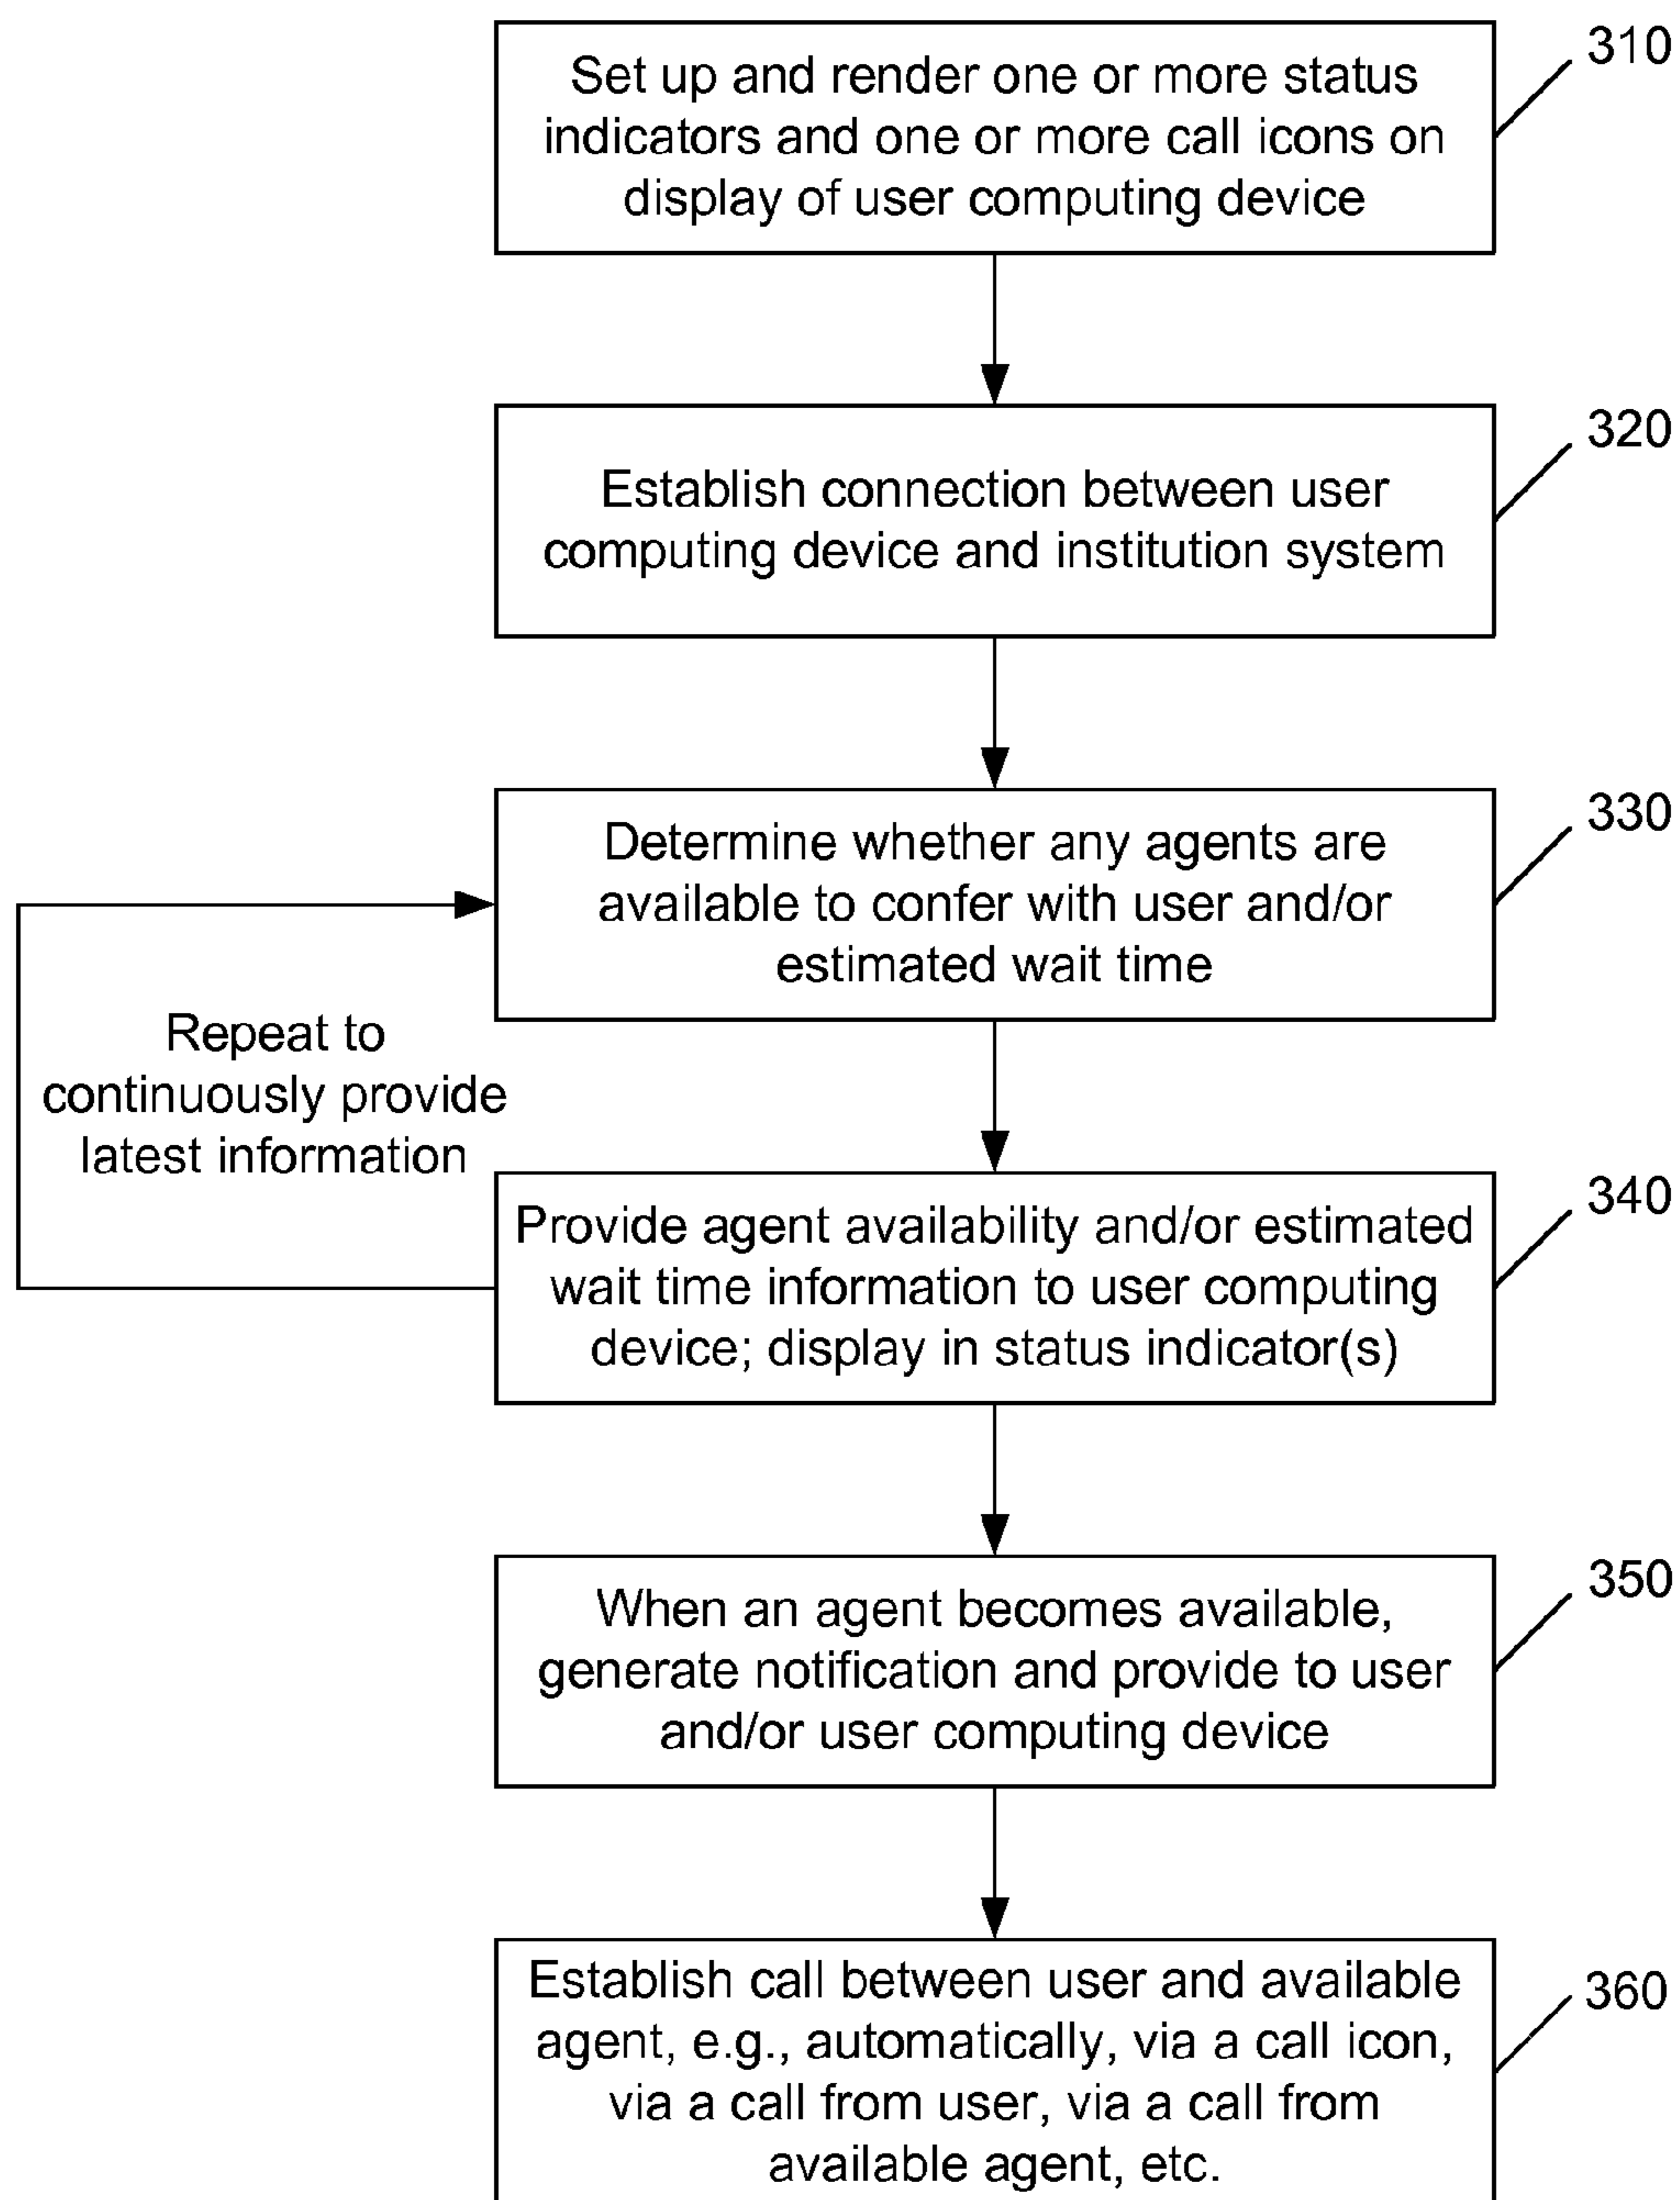 Set up and render one or more status
indicators and one or more call icons on
display of user computing device
310
Establish connection between user
computing device and institution system
320
Determine whether any agents are
available to confer with user and/or
estimated wait time
330
Repeat to
continuously provide
latest information
Provide agent availability and/or estimated
wait time information to user computing
device; display in status indicator(s)
340
When an agent becomes available,
generate notification and provide to user
and/or user computing device
350
Establish call between user and available
agent, e.g., automatically, via a call icon,
via a call from user, via a call from
available agent, etc.
360